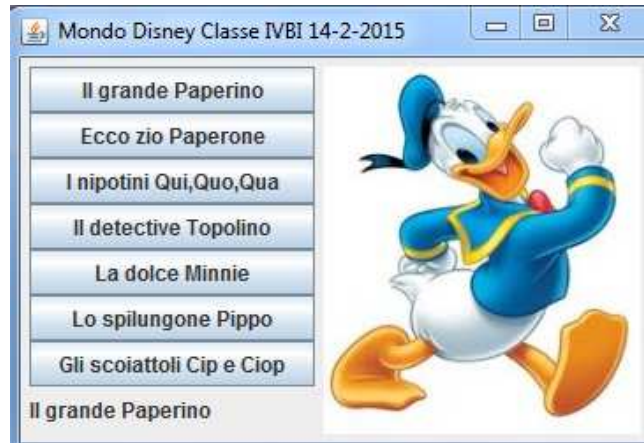 Mondo Disney Classe IVBI 14-2-2015
Il grande Paperino
Ecco zio Paperone
I nipotini Qui,Quo,Qua
Il detective Topolino
La dolce Minnie
Lo spilungone Pippo
Gli scoiattoli Cip e Ciop
Il grande Paperino